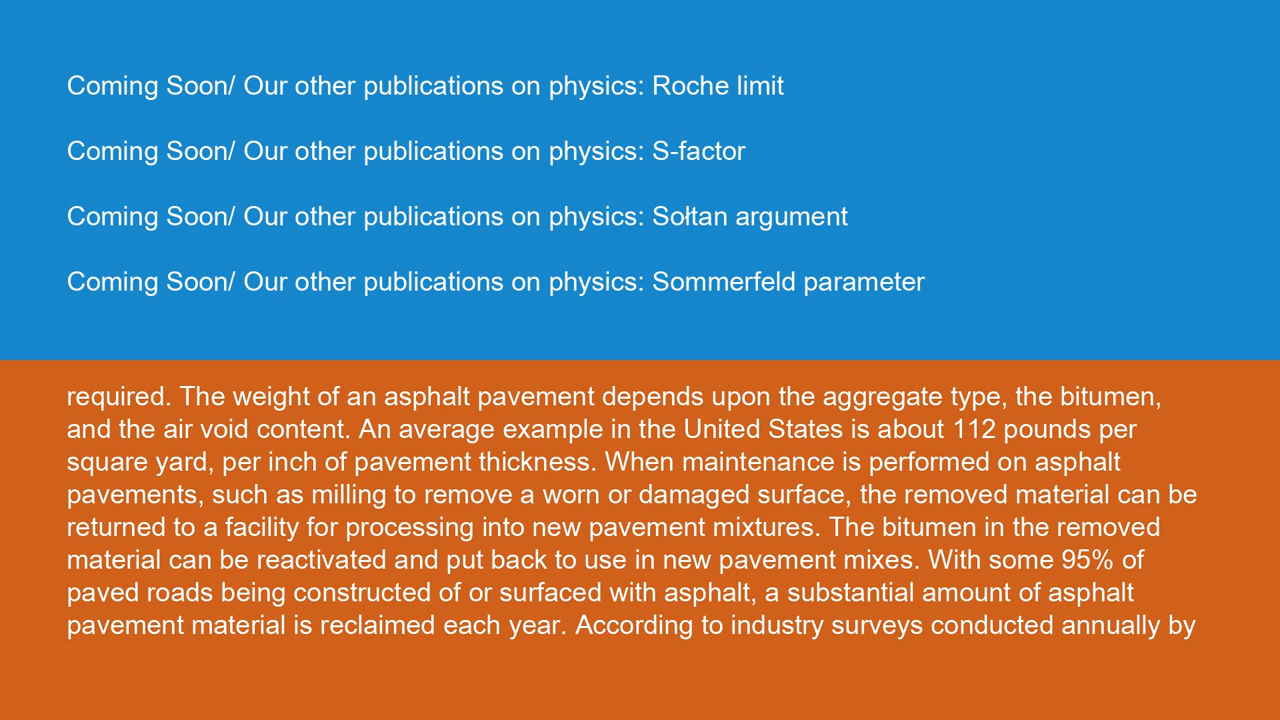 Coming Soon/ Our other publications on physics: Roche limit
Coming Soon/ Our other publications on physics: S-factor
Coming Soon/ Our other publications on physics: Sołtan argument
Coming Soon/ Our other publications on physics: Sommerfeld parameter
required. The weight of an asphalt pavement depends upon the aggregate type, the bitumen,
and the air void content. An average example in the United States is about 112 pounds per
square yard, per inch of pavement thickness. When maintenance is performed on asphalt
pavements, such as milling to remove a worn or damaged surface, the removed material can be
returned to a facility for processing into new pavement mixtures. The bitumen in the removed
material can be reactivated and put back to use in new pavement mixes. With some 95% of
paved roads being constructed of or surfaced with asphalt, a substantial amount of asphalt
pavement material is reclaimed each year. According to industry surveys conducted annually by